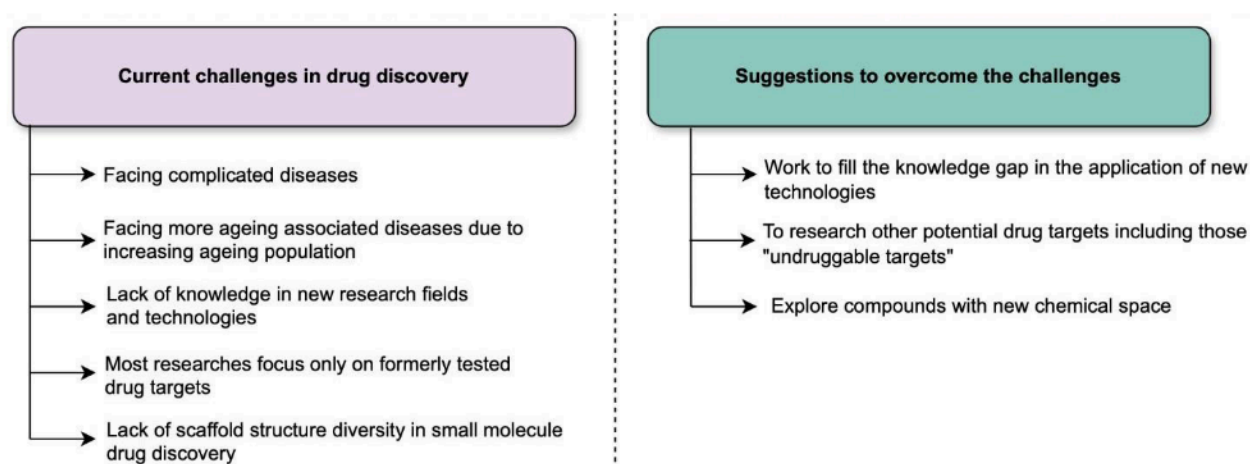 Current challenges in drug discovery
Facing complicated diseases
Facing more ageing associated diseases due to
increasing ageing population
Lack of knowledge in new research fields
and technologies
Most researches focus only on formerly tested
drug targets
Lack of scaffold structure diversity in small molecule
drug discovery
Suggestions to overcome the challenges
Work to fill the knowledge gap in the application of new
technologies
To research other potential drug targets including those
"undruggable targets"
Explore compounds with new chemical space